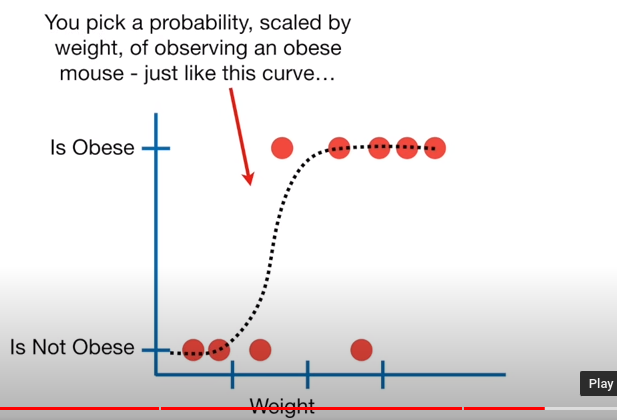 You pick a probability, scaled by
weight, of observing an obese
mouse - just like this curve…
Is Obese
Is Not Obese
Weight
Play